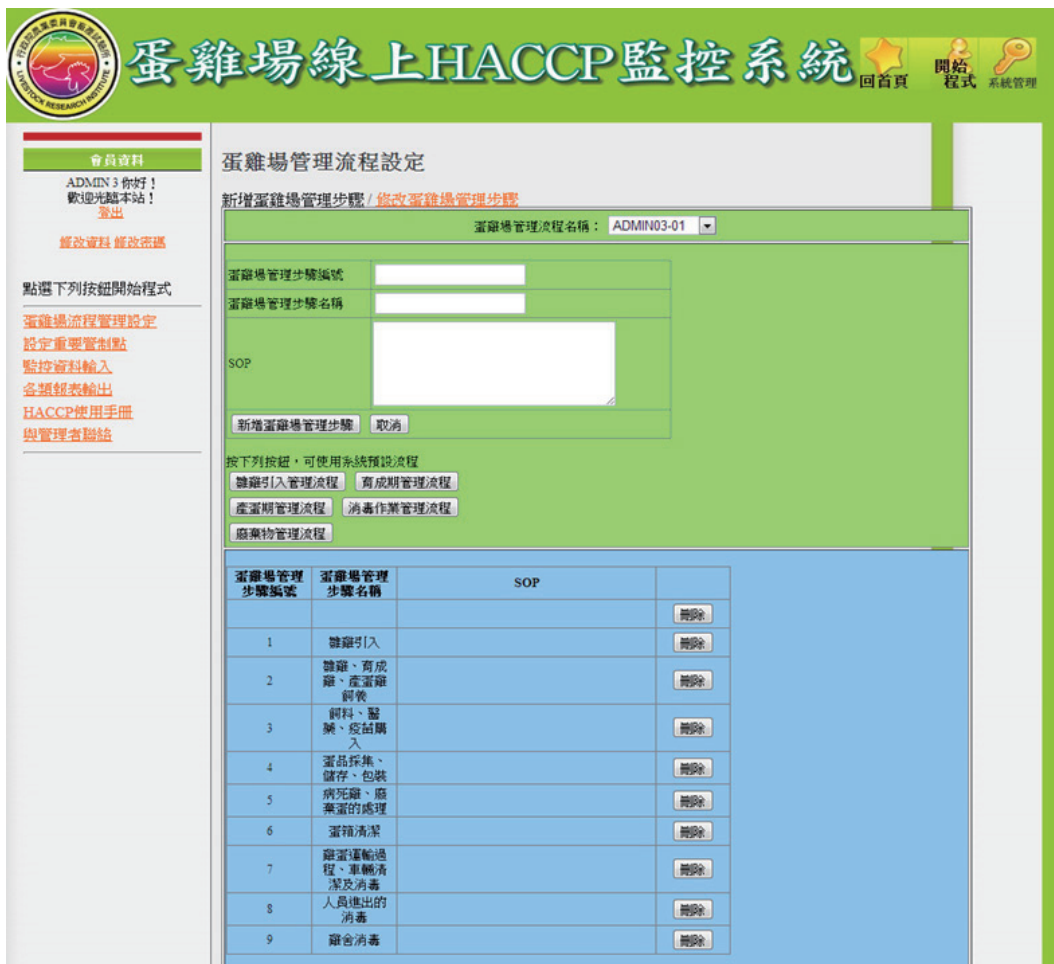 行政院農業委員會畜產試驗所
LIVESTOCK RESEARCH INSTITUTE
蛋雞場線上HACCP監控系統
回首頁
開始
程式
系統管理
會員資料
ADMIN 3 你好！
歡迎光臨本站！
登出
修改資料 修改密碼
點選下列按鈕開始程式
蛋雞場流程管理設定
設定重要管制點
監控資料輸入
各類報表輸出
HACCP使用手冊
與管理者聯絡
蛋雞場管理流程設定
新增蛋雞場管理步驟 / 修改蛋雞場管理步驟
蛋雞場管理流程名稱： ADMIN03-01
蛋雞場管理步驟編號
蛋雞場管理步驟名稱
SOP
新增蛋雞場管理步驟 取消
按下列按鈕，可使用系統預設流程
雛雞引入管理流程 育成期管理流程
產蛋期管理流程 消毒作業管理流程
廢棄物管理流程
蛋雞場管理
步驟編號
蛋雞場管理
步驟名稱
SOP
刪除
1 雛雞引入 刪除
2 雛雞、育成
雞、產蛋雞
飼養 刪除
3 飼料、醫
藥、疫苗購
入 刪除
4 蛋品採集、
儲存、包裝 刪除
5 病死雞、廢
棄蛋的處理 刪除
6 蛋箱清潔 刪除
7 雞蛋運輸過
程、車輛清
潔及消毒 刪除
8 人員進出的
消毒 刪除
9 雞舍消毒 刪除